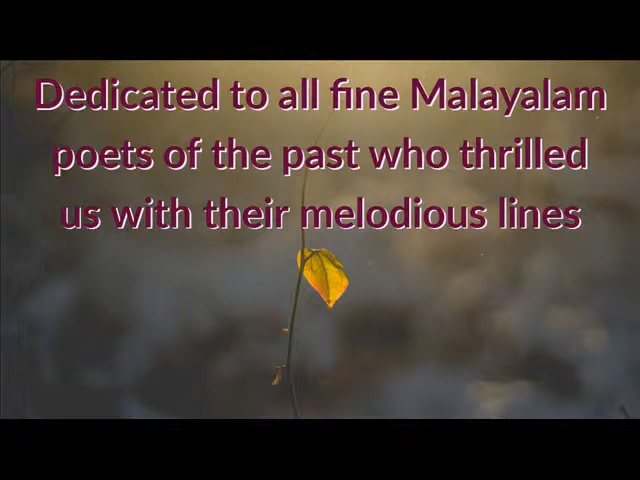 Dedicated to all fine Malayalam
poets of the past who thrilled
us with their melodious lines